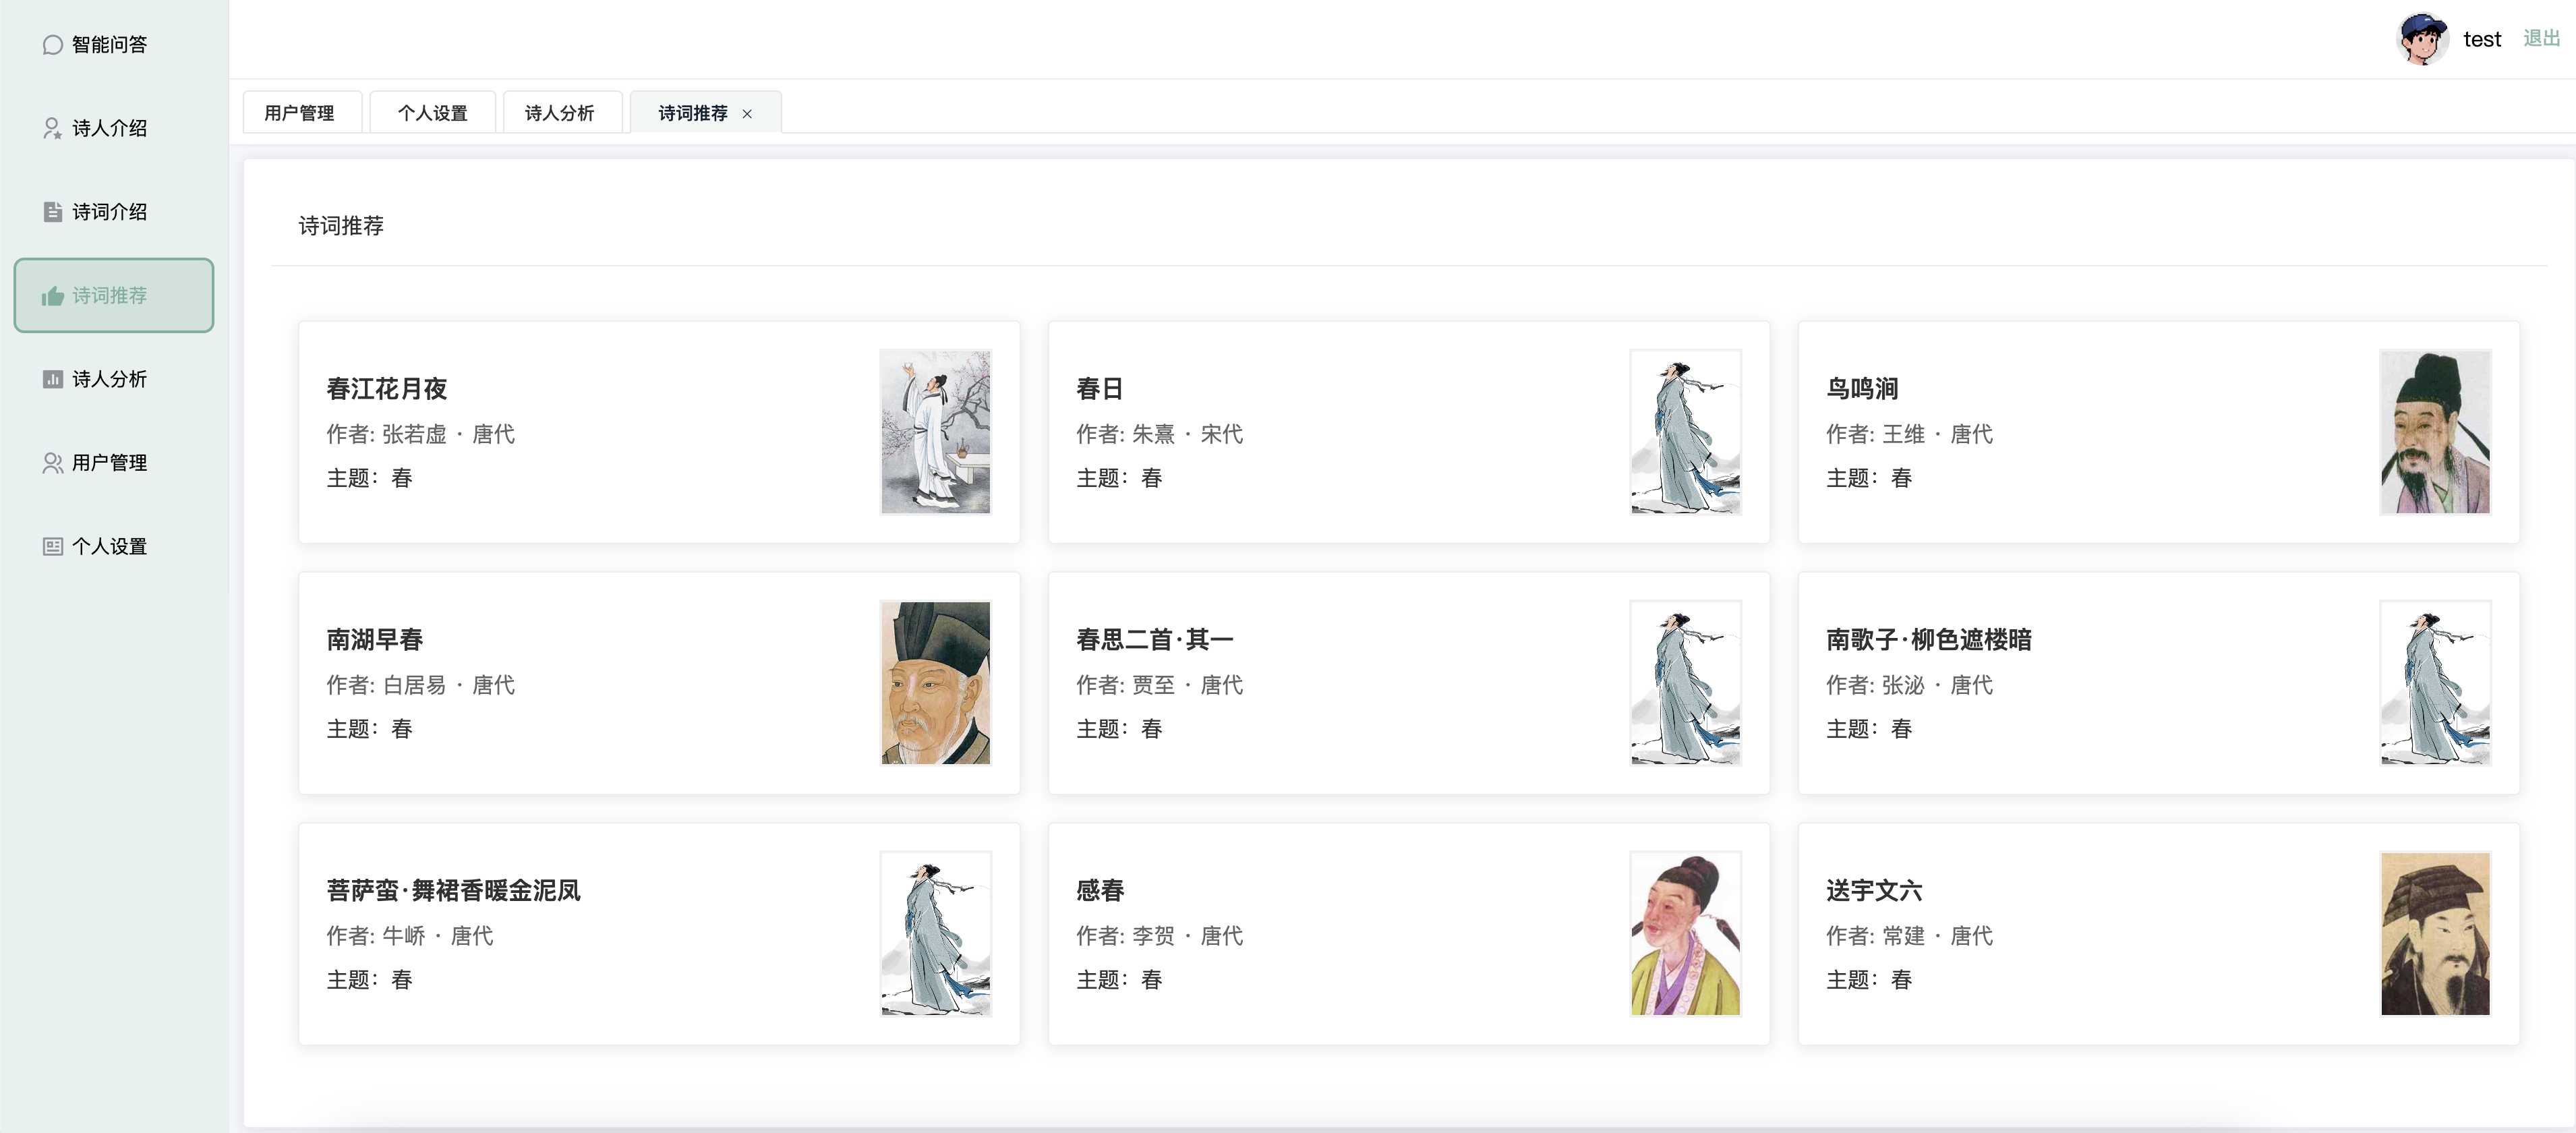 智能问答
诗人介绍
诗词介绍
诗词推荐
诗人分析
用户管理
个人设置
test 退出
用户管理 个人设置 诗人分析 诗词推荐 ×
诗词推荐
春江花月夜
作者: 张若虚 · 唐代
主题：春
春日
作者: 朱熹 · 宋代
主题：春
鸟鸣涧
作者: 王维 · 唐代
主题：春
南湖早春
作者: 白居易 · 唐代
主题：春
春思二首·其一
作者: 贾至 · 唐代
主题：春
南歌子·柳色遮楼暗
作者: 张泌 · 唐代
主题：春
菩萨蛮·舞裙香暖金泥凤
作者: 牛峤 · 唐代
主题：春
感春
作者: 李贺 · 唐代
主题：春
送宇文六
作者: 常建 · 唐代
主题：春